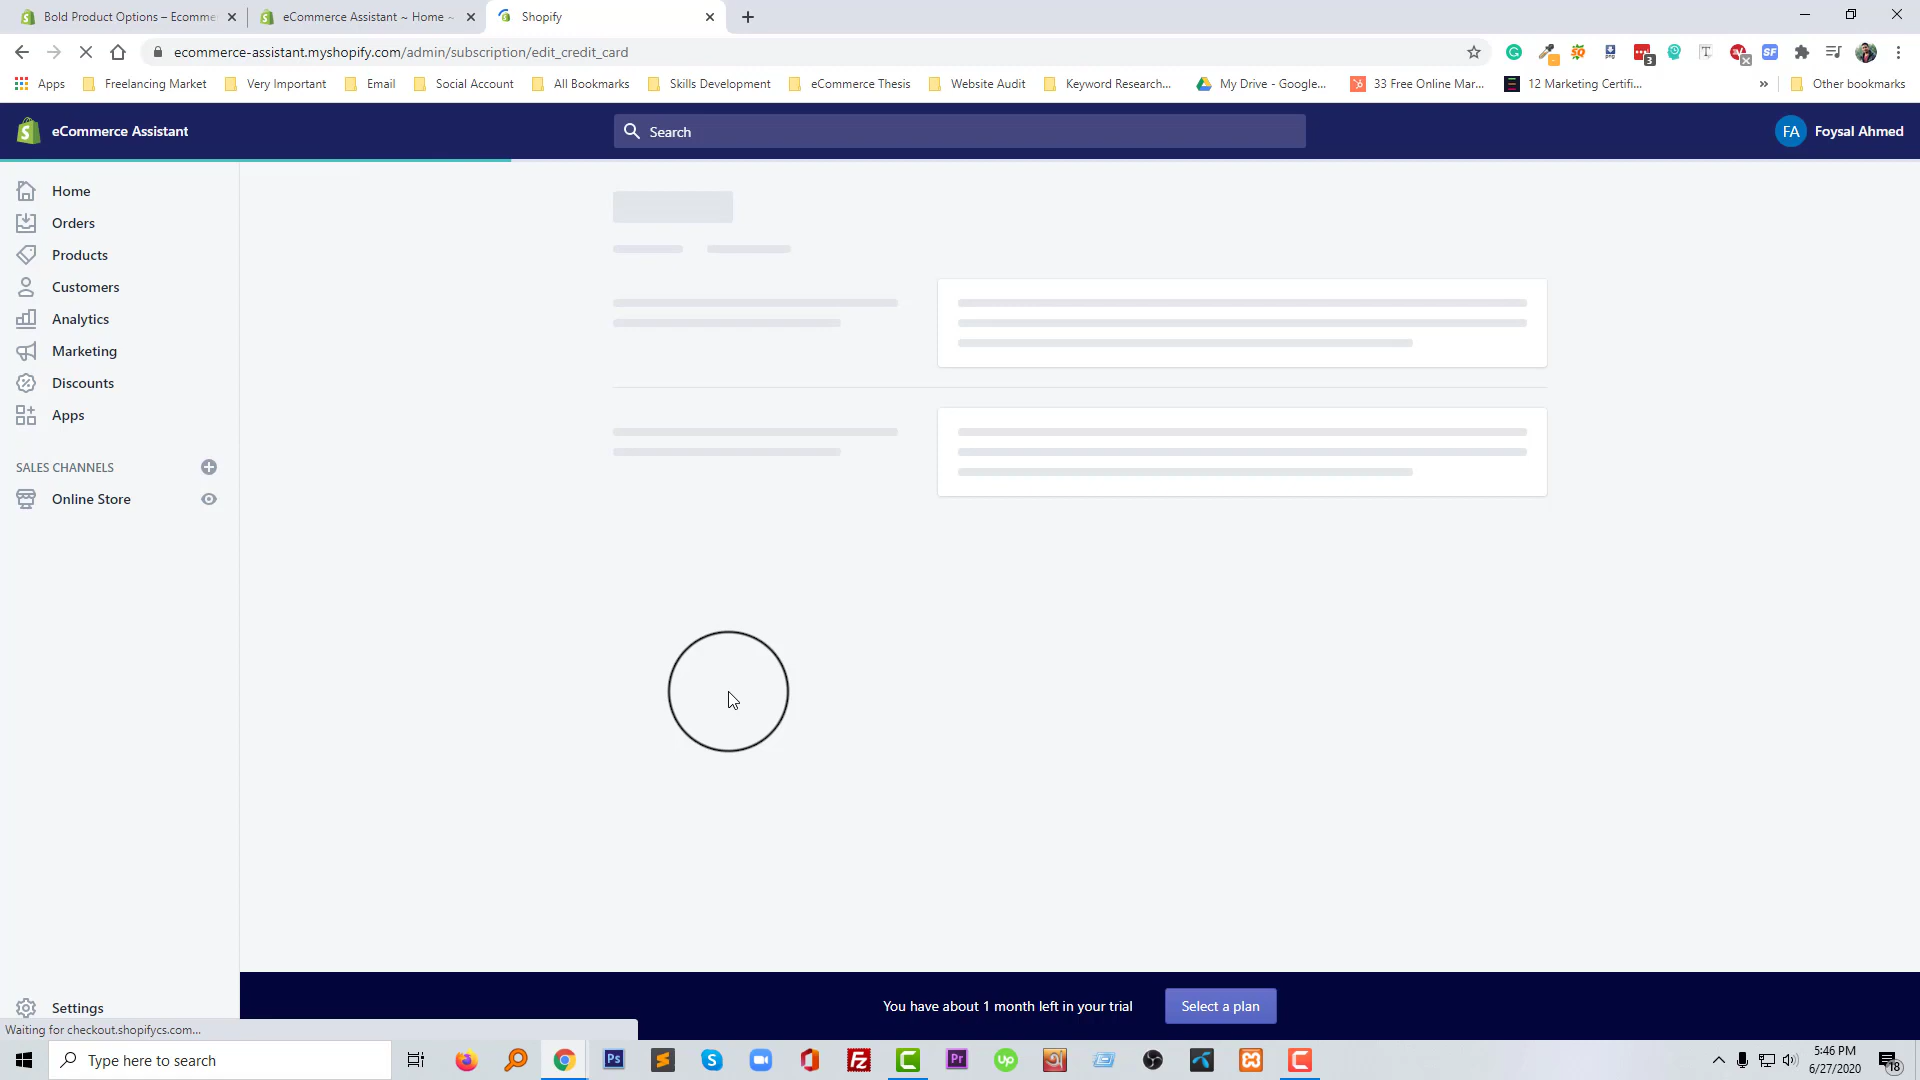 Bold Product Options – Ecomme
eCommerce Assistant ~ Home ~
Shopify
ecommerce-assistant.myshopify.com/admin/subscription/edit_credit_card
Apps
Freelancing Market
Very Important
Email
Social Account
All Bookmarks
Skills Development
eCommerce Thesis
Website Audit
Keyword Research...
My Drive - Google...
33 Free Online Mar...
12 Marketing Certifi...
»
Other bookmarks
eCommerce Assistant
Search
FA
Foysal Ahmed
Home
Orders
Products
Customers
Analytics
Marketing
Discounts
Apps
SALES CHANNELS
Online Store
Settings
You have about 1 month left in your trial
Select a plan
Waiting for checkout.shopifycs.com...
Type here to search
5:46 PM
6/27/2020
18